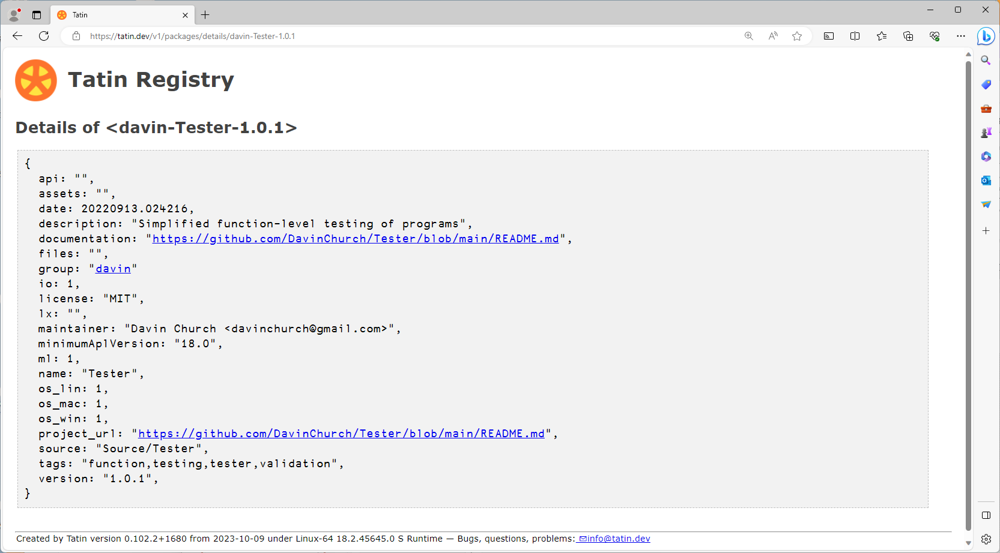 Tatin
https://tatin.dev/v1/packages/details/davin-Tester-1.0.1
Tatin Registry
Details of <davin-Tester-1.0.1>
{
api: "",
assets: "",
date: 20220913.024216,
description: "Simplified function-level testing of programs",
documentation: "https://github.com/DavinChurch/Tester/blob/main/README.md",
files: "",
group: "davin"
io: 1,
license: "MIT",
lx: "",
maintainer: "Davin Church <davinchurch@gmail.com>",
minimumAplVersion: "18.0",
ml: 1,
name: "Tester",
os_lin: 1,
os_mac: 1,
os_win: 1,
project_url: "https://github.com/DavinChurch/Tester/blob/main/README.md",
source: "Source/Tester",
tags: "function,testing,tester,validation",
version: "1.0.1",
}
Created by Tatin version 0.102.2+1680 from 2023-10-09 under Linux-64 18.2.45645.0 S Runtime — Bugs, questions, problems: info@tatin.dev